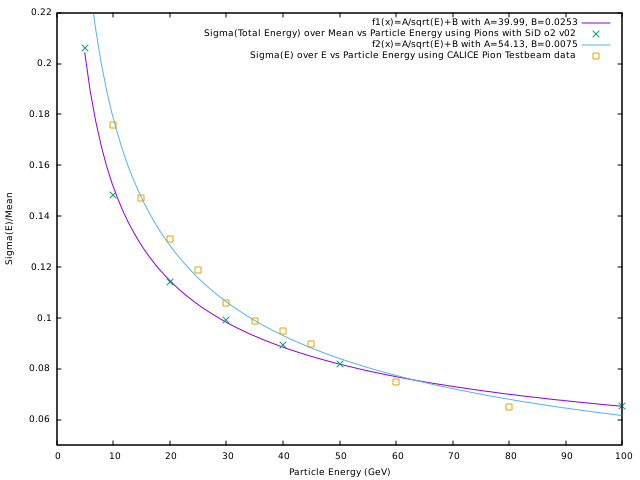 f1(x)=A/sqrt(E)+B with A=39.99, B=0.0253
Sigma(Total Energy) over Mean vs Particle Energy using Pions with SiD o2 v02
f2(x)=A/sqrt(E)+B with A=54.13, B=0.0075
Sigma(E) over E vs Particle Energy using CALICE Pion Testbeam data
0.22
0.2
0.18
0.16
0.14
0.12
0.1
0.08
0.06
Sigma(E)/Mean
0 10 20 30 40 50 60 70 80 90 100
Particle Energy (GeV)